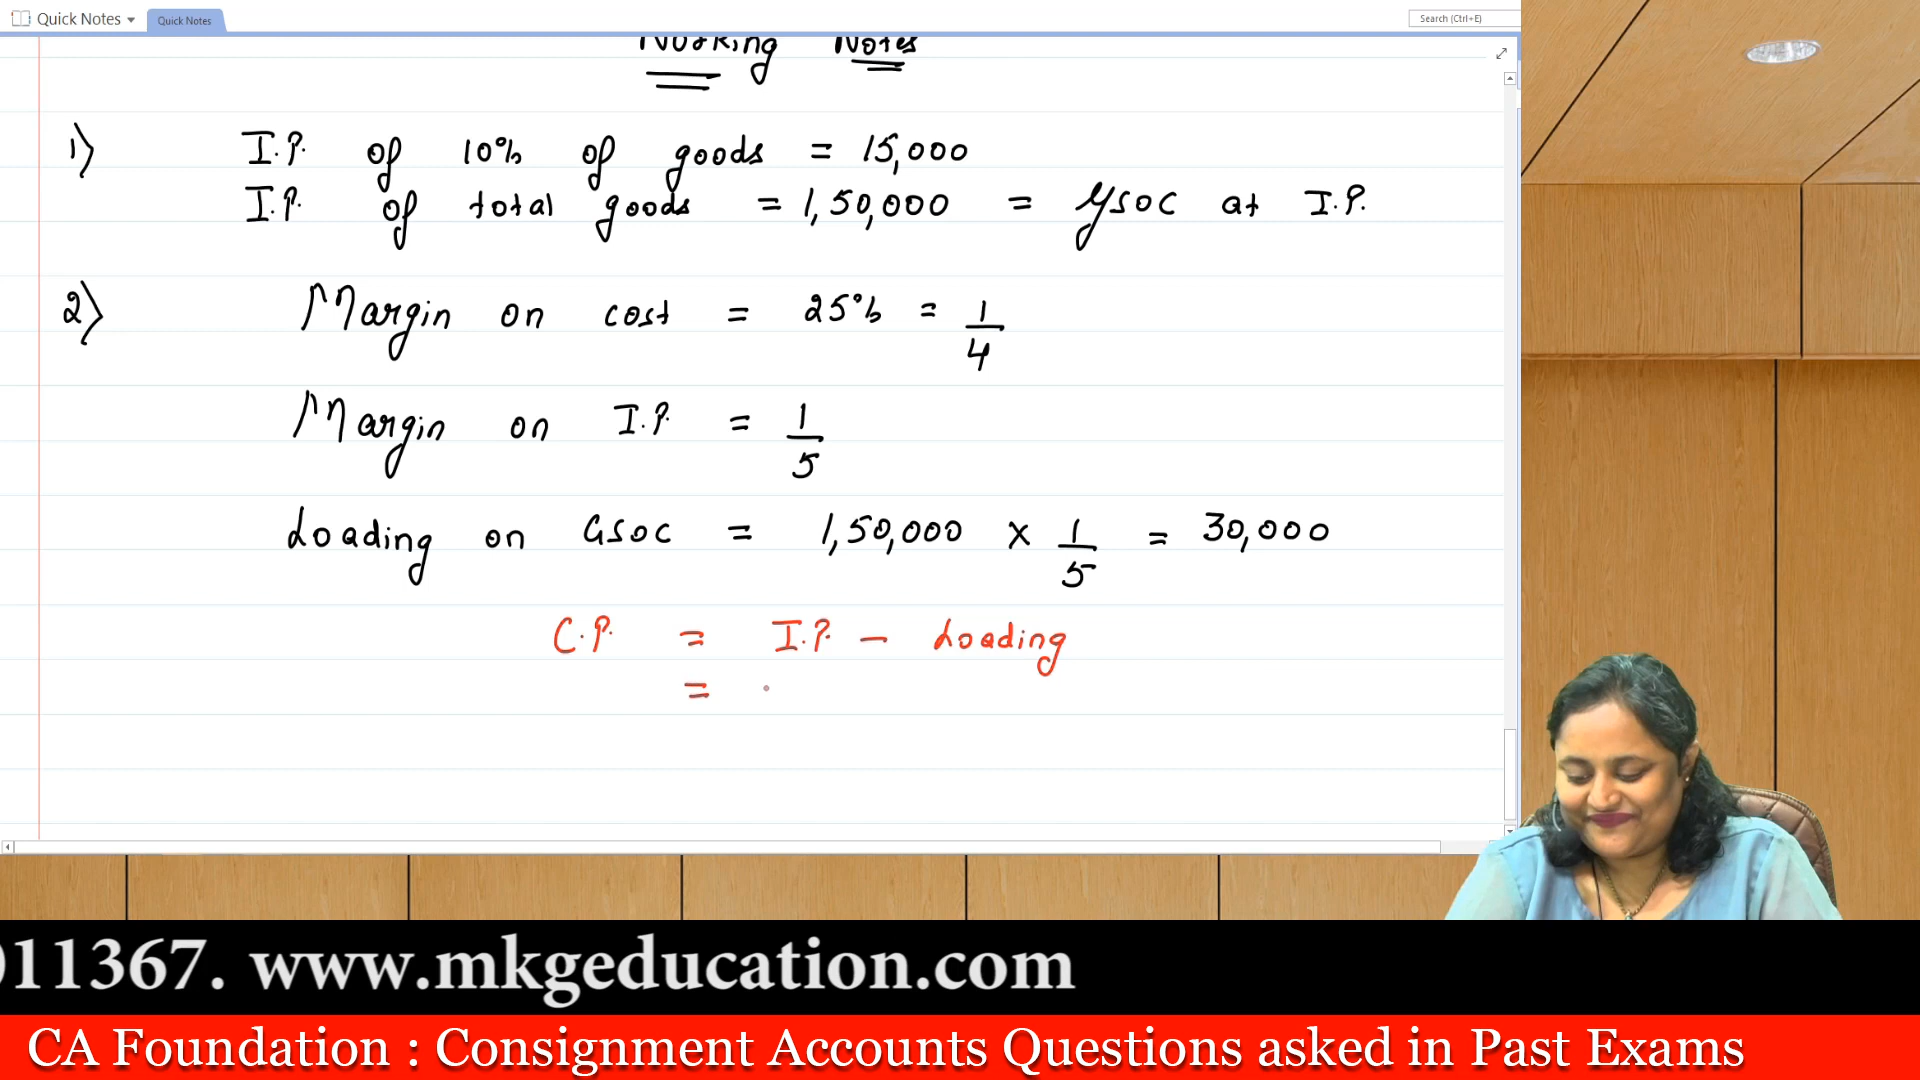 Quick Notes
Quick Notes
Search (Ctrl+E)
Working Notes
1) I.P. of 10% of goods = 15,000
I.P. of total goods = 1,50,000 = GSOC at I.P.
2) Margin on cost = 25% = 1/4
Margin on I.P. = 1/5
Loading on GSOC = 1,50,000 x 1/5 = 30,000
C.P. = I.P. - Loading
=
011367. www.mkgeducation.com
CA Foundation : Consignment Accounts Questions asked in Past Exams